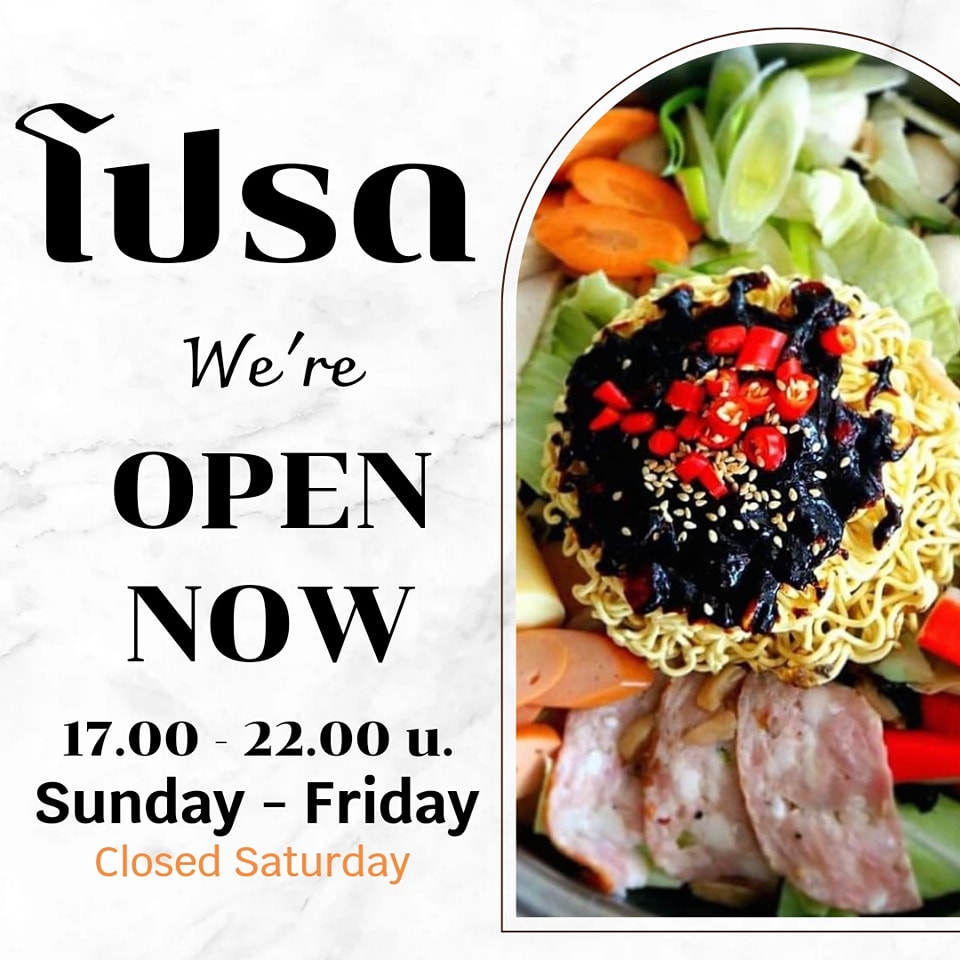 โปรด
We're
OPEN
NOW
17.00 - 22.00 น.
Sunday - Friday
Closed Saturday